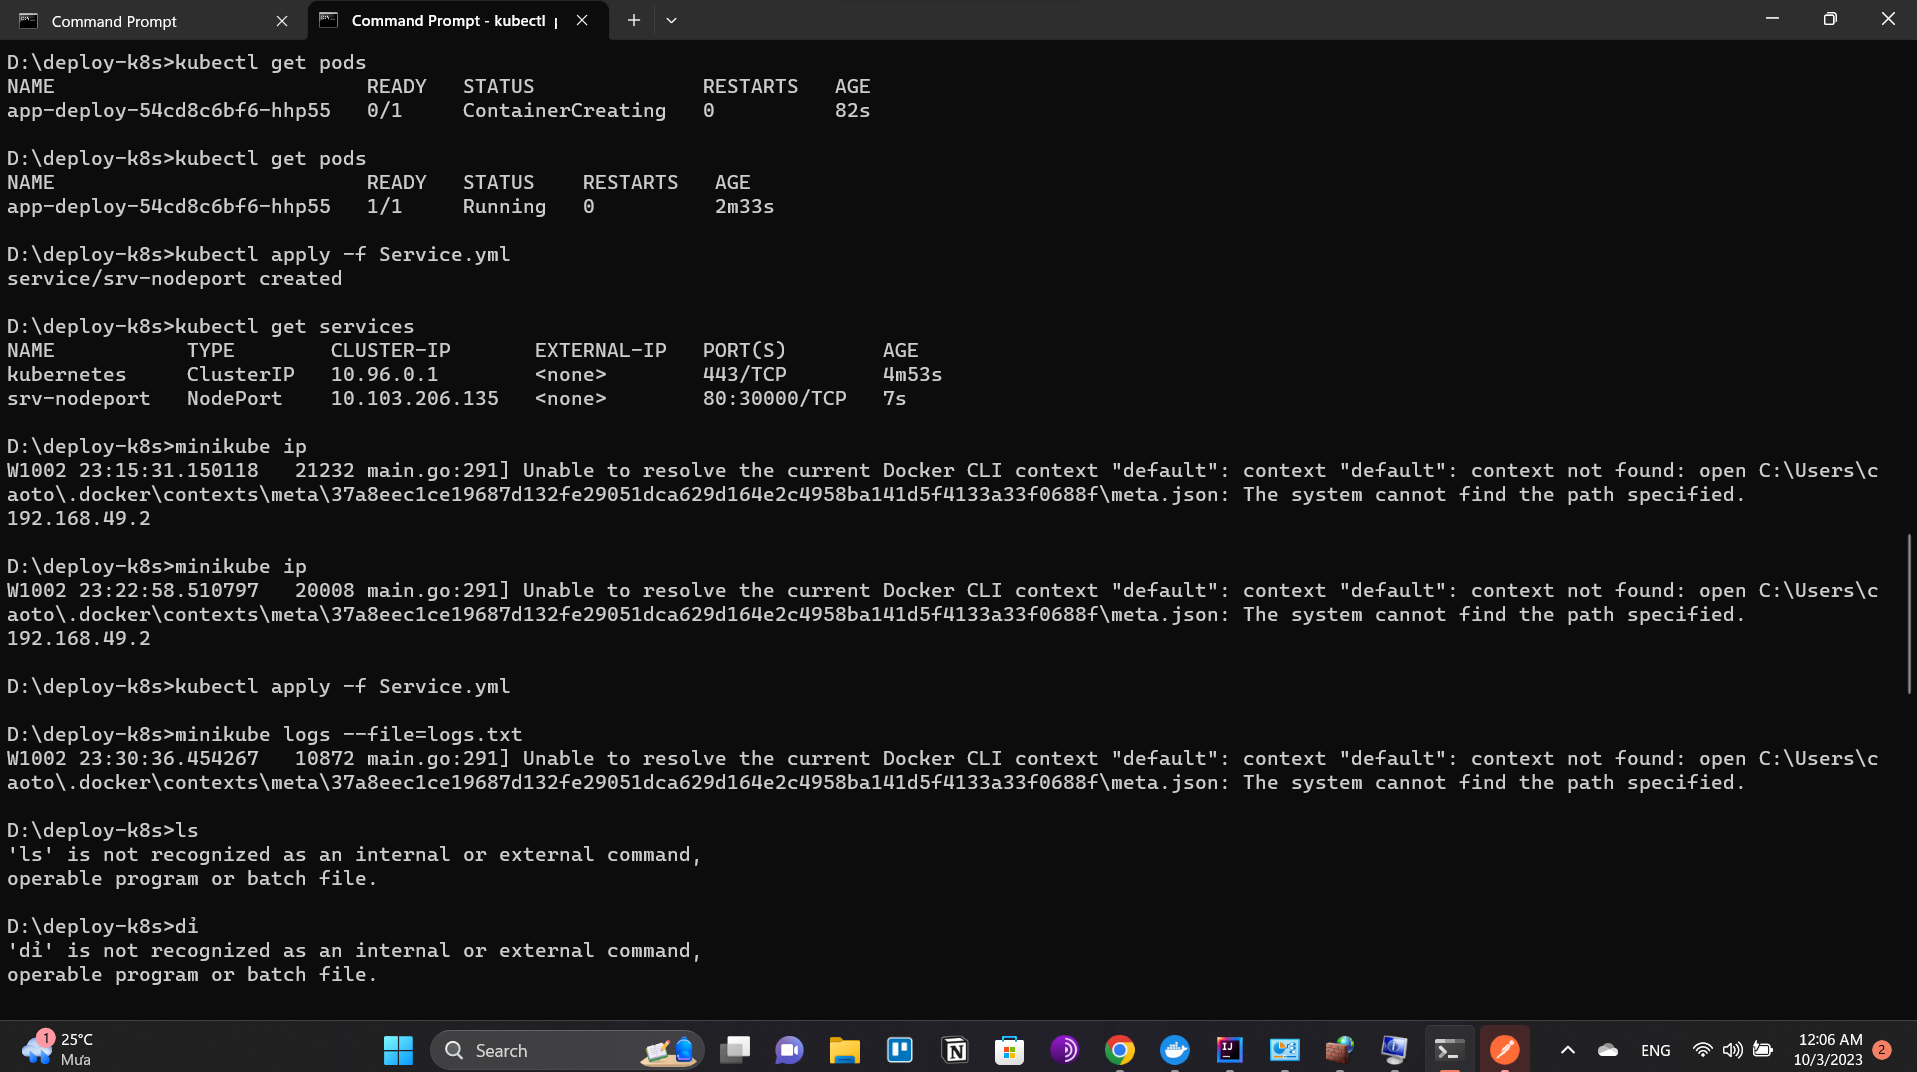 Command Prompt
Command Prompt - kubectl p
D:\deploy-k8s>kubectl get pods
NAME READY STATUS RESTARTS AGE
app-deploy-54cd8c6bf6-hhp55 0/1 ContainerCreating 0 82s
D:\deploy-k8s>kubectl get pods
NAME READY STATUS RESTARTS AGE
app-deploy-54cd8c6bf6-hhp55 1/1 Running 0 2m33s
D:\deploy-k8s>kubectl apply -f Service.yml
service/srv-nodeport created
D:\deploy-k8s>kubectl get services
NAME TYPE CLUSTER-IP EXTERNAL-IP PORT(S) AGE
kubernetes ClusterIP 10.96.0.1 <none> 443/TCP 4m53s
srv-nodeport NodePort 10.103.206.135 <none> 80:30000/TCP 7s
D:\deploy-k8s>minikube ip
W1002 23:15:31.150118 21232 main.go:291] Unable to resolve the current Docker CLI context "default": context "default": context not found: open C:\Users\c
aoto\.docker\contexts\meta\37a8eec1ce19687d132fe29051dca629d164e2c4958ba141d5f4133a33f0688f\meta.json: The system cannot find the path specified.
192.168.49.2
D:\deploy-k8s>minikube ip
W1002 23:22:58.510797 20008 main.go:291] Unable to resolve the current Docker CLI context "default": context "default": context not found: open C:\Users\c
aoto\.docker\contexts\meta\37a8eec1ce19687d132fe29051dca629d164e2c4958ba141d5f4133a33f0688f\meta.json: The system cannot find the path specified.
192.168.49.2
D:\deploy-k8s>kubectl apply -f Service.yml
D:\deploy-k8s>minikube logs --file=logs.txt
W1002 23:30:36.454267 10872 main.go:291] Unable to resolve the current Docker CLI context "default": context "default": context not found: open C:\Users\c
aoto\.docker\contexts\meta\37a8eec1ce19687d132fe29051dca629d164e2c4958ba141d5f4133a33f0688f\meta.json: The system cannot find the path specified.
D:\deploy-k8s>ls
'ls' is not recognized as an internal or external command,
operable program or batch file.
D:\deploy-k8s>dỉ
'dỉ' is not recognized as an internal or external command,
operable program or batch file.
1
25°C
Mưa
Search
ENG
12:06 AM
10/3/2023
2